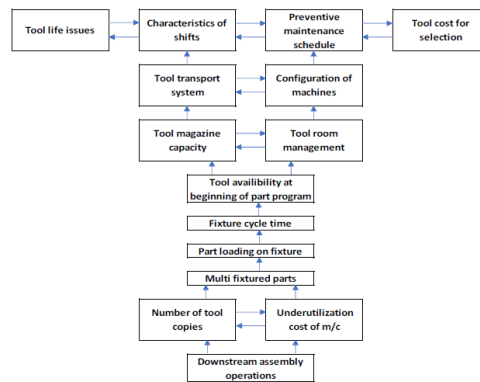 Tool life issues
Characteristics of
shifts
Preventive
maintenance
schedule
Tool cost for
selection
Tool transport
system
Configuration of
machines
Tool magazine
capacity
Tool room
management
Tool availibility at
beginning of part program
Fixture cycle time
Part loading on fixture
Multi fixtured parts
Number of tool
copies
Underutilization
cost of m/c
Downstream assembly
operations